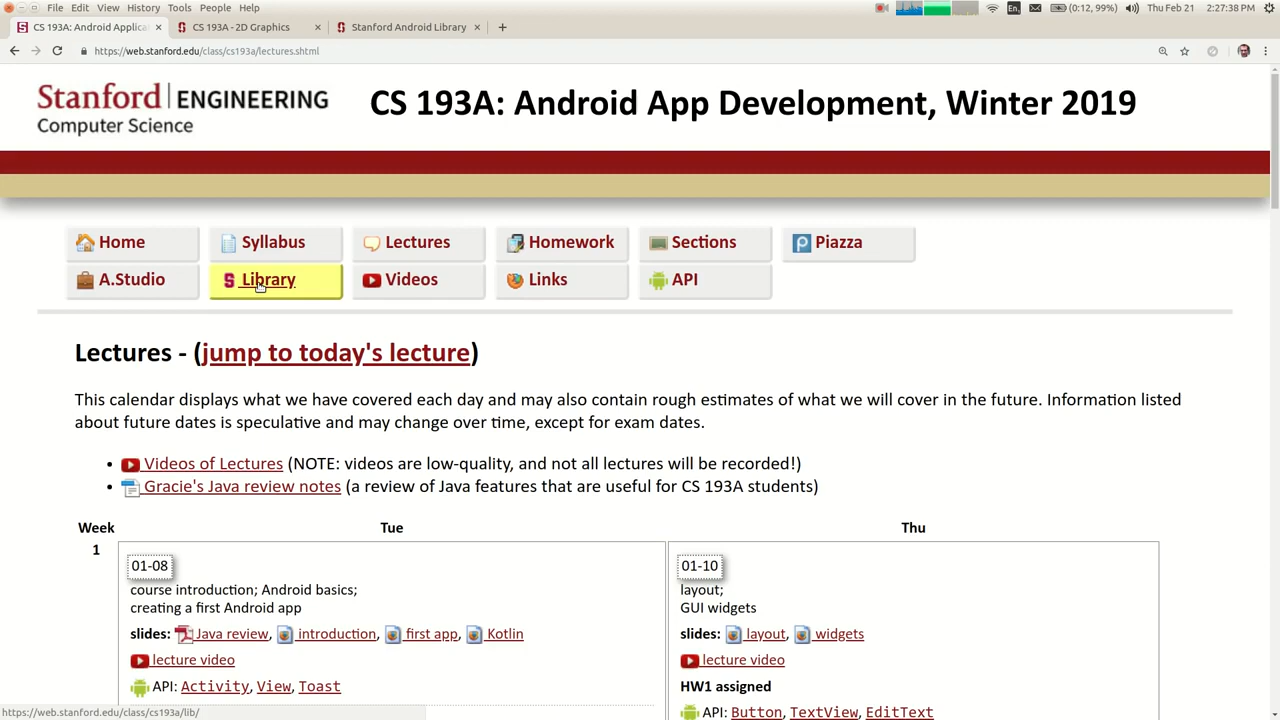 File Edit View History Tools People Help
En (0:12, 99%) Thu Feb 21 2:27:38 PM
CS 193A: Android Applica CS 193A - 2D Graphics Stanford Android Library
https://web.stanford.edu/class/cs193a/lectures.shtml
Stanford ENGINEERING
Computer Science
CS 193A: Android App Development, Winter 2019
Home Syllabus Lectures Homework Sections Piazza
A.Studio Library Videos Links API
Lectures - (jump to today's lecture)
This calendar displays what we have covered each day and may also contain rough estimates of what we will cover in the future. Information listed
about future dates is speculative and may change over time, except for exam dates.
• Videos of Lectures (NOTE: videos are low-quality, and not all lectures will be recorded!)
• Gracie's Java review notes (a review of Java features that are useful for CS 193A students)
Week Tue Thu
1
01-08
course introduction; Android basics;
creating a first Android app
slides: Java review, introduction, first app, Kotlin
lecture video
API: Activity, View, Toast
01-10
layout;
GUI widgets
slides: layout, widgets
lecture video
HW1 assigned
API: Button, TextView, EditText
https://web.stanford.edu/class/cs193a/lib/